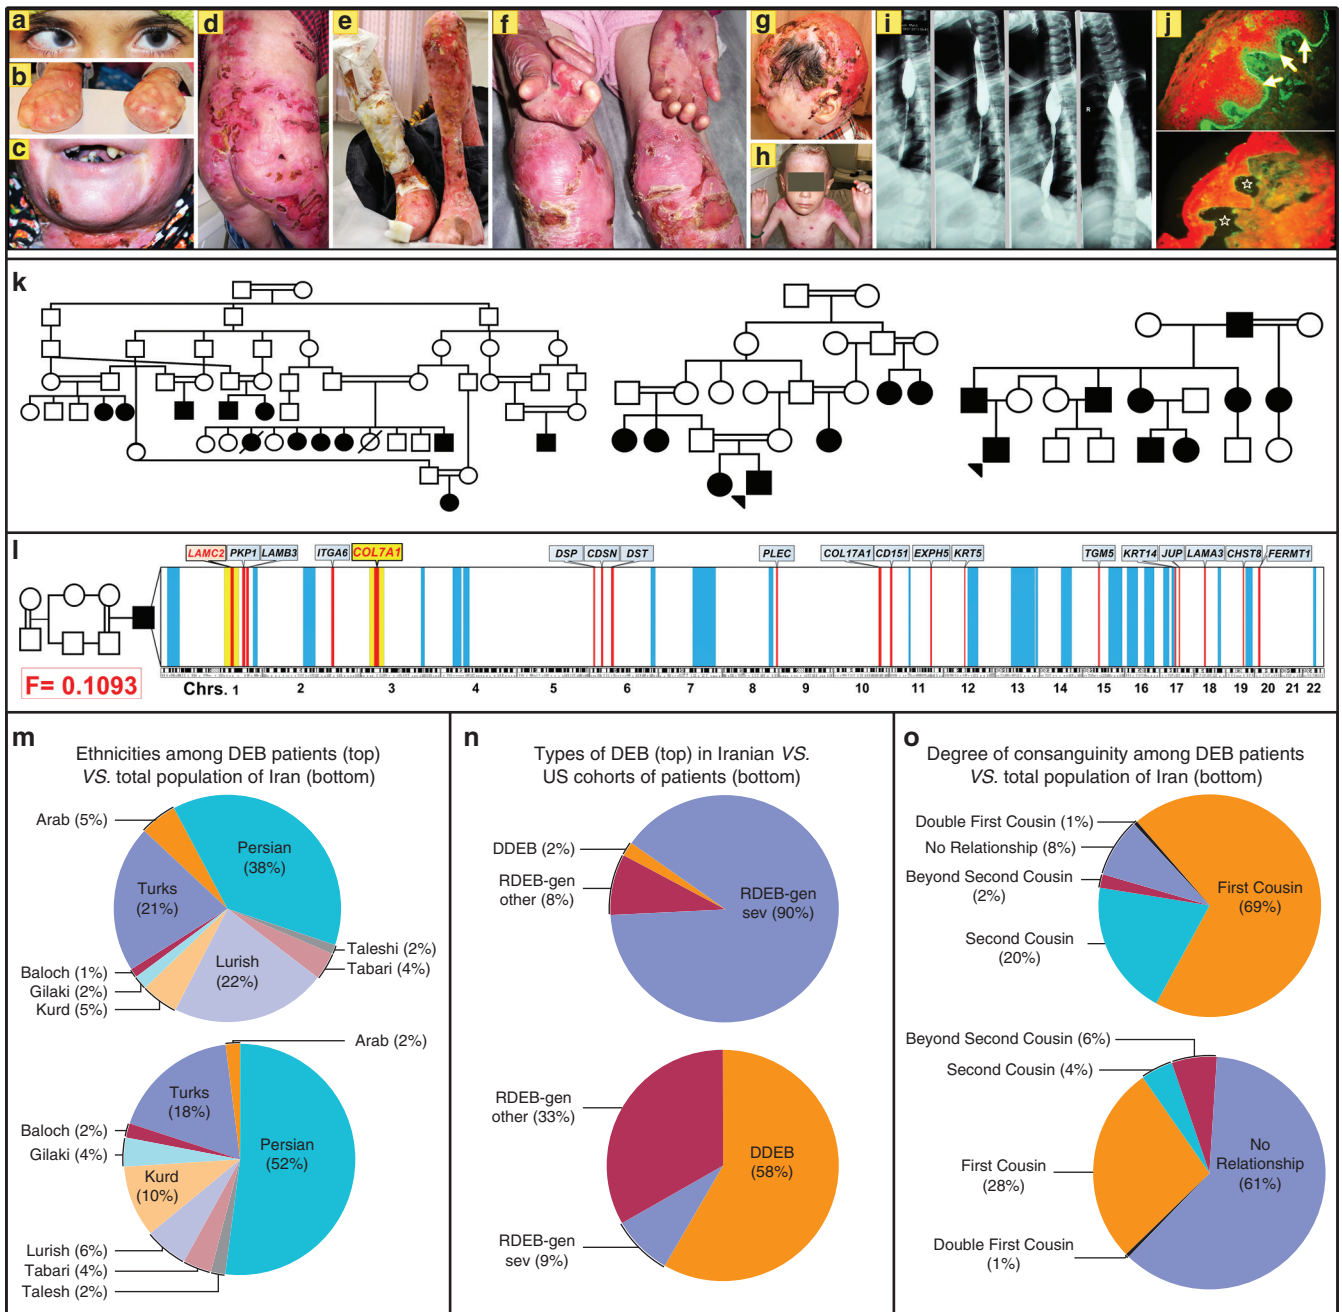 a
b
c
d
e
f
g
h
i
j
R
k
l
LAMC2 PKP1 LAMB3 ITGA6 COL7A1 DSP CDSN DST PLEC COL17A1 CD151 EXPH5 KRT5 TGM5 KRT14 JUP LAMA3 CHST8 FERMT1
F= 0.1093
Chrs. 1 2 3 4 5 6 7 8 9 10 11 12 13 14 15 16 17 18 19 20 21 22
m
Ethnicities among DEB patients (top)
VS. total population of Iran (bottom)
Arab (5%)
Persian
(38%)
Turks
(21%)
Taleshi (2%)
Tabari (4%)
Lurish
(22%)
Baloch (1%)
Gilaki (2%)
Kurd (5%)
Arab (2%)
Turks
(18%)
Baloch (2%)
Gilaki (4%)
Persian
(52%)
Kurd
(10%)
Lurish (6%)
Tabari (4%)
Talesh (2%)
n
Types of DEB (top) in Iranian VS.
US cohorts of patients (bottom)
DDEB (2%)
RDEB-gen
other (8%)
RDEB-gen
sev (90%)
RDEB-gen
other (33%)
DDEB
(58%)
RDEB-gen
sev (9%)
o
Degree of consanguinity among DEB patients
VS. total population of Iran (bottom)
Double First Cousin (1%)
No Relationship (8%)
Beyond Second Cousin
(2%)
First Cousin
(69%)
Second Cousin
(20%)
Beyond Second Cousin (6%)
Second Cousin (4%)
No
Relationship
(61%)
First Cousin
(28%)
Double First Cousin
(1%)